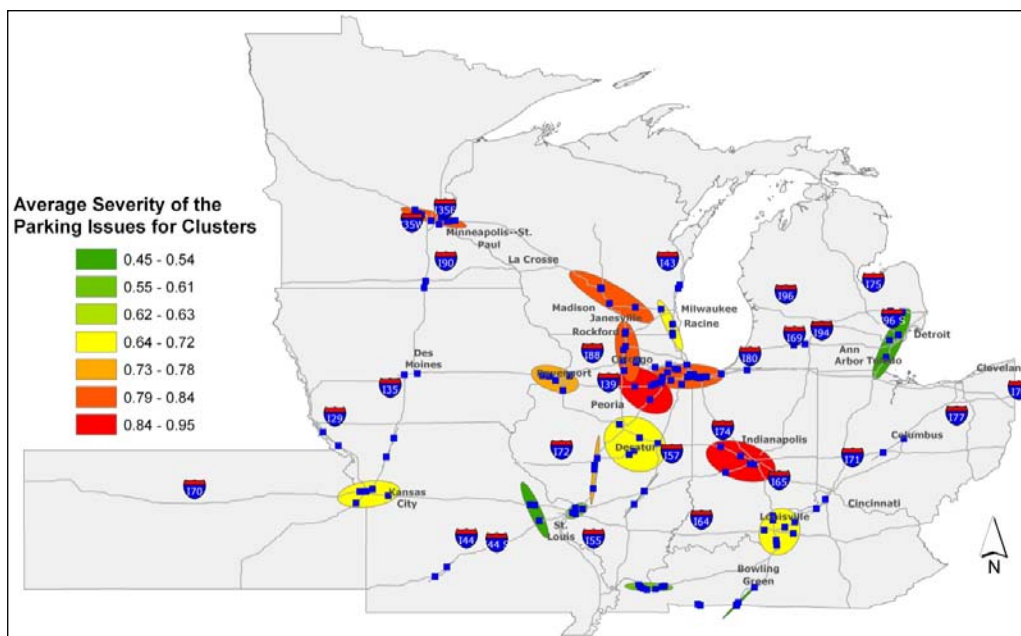 Average Severity of the
Parking Issues for Clusters
0.45 - 0.54
0.55 - 0.61
0.62 - 0.63
0.64 - 0.72
0.73 - 0.78
0.79 - 0.84
0.84 - 0.95
I35E
I35W
Minneapolis--St.
Paul
I90
La Crosse
I43
Madison
Milwaukee
Janesville
Racine
Rockford
I96
I75
I69
I94
I96 S
Detroit
Ann
Arbor
Toledo
I88
Chicago
I80
Cleveland
Des
Moines
Davenport
I35
I39
Peoria
I77
I29
I74
Indianapolis
Columbus
I72
Decatur
I57
I171
I65
I70
Kansas
City
Cincinnati
Louisville
St.
Louis
I64
I44
I44 S
I55
Bowling
Green
N